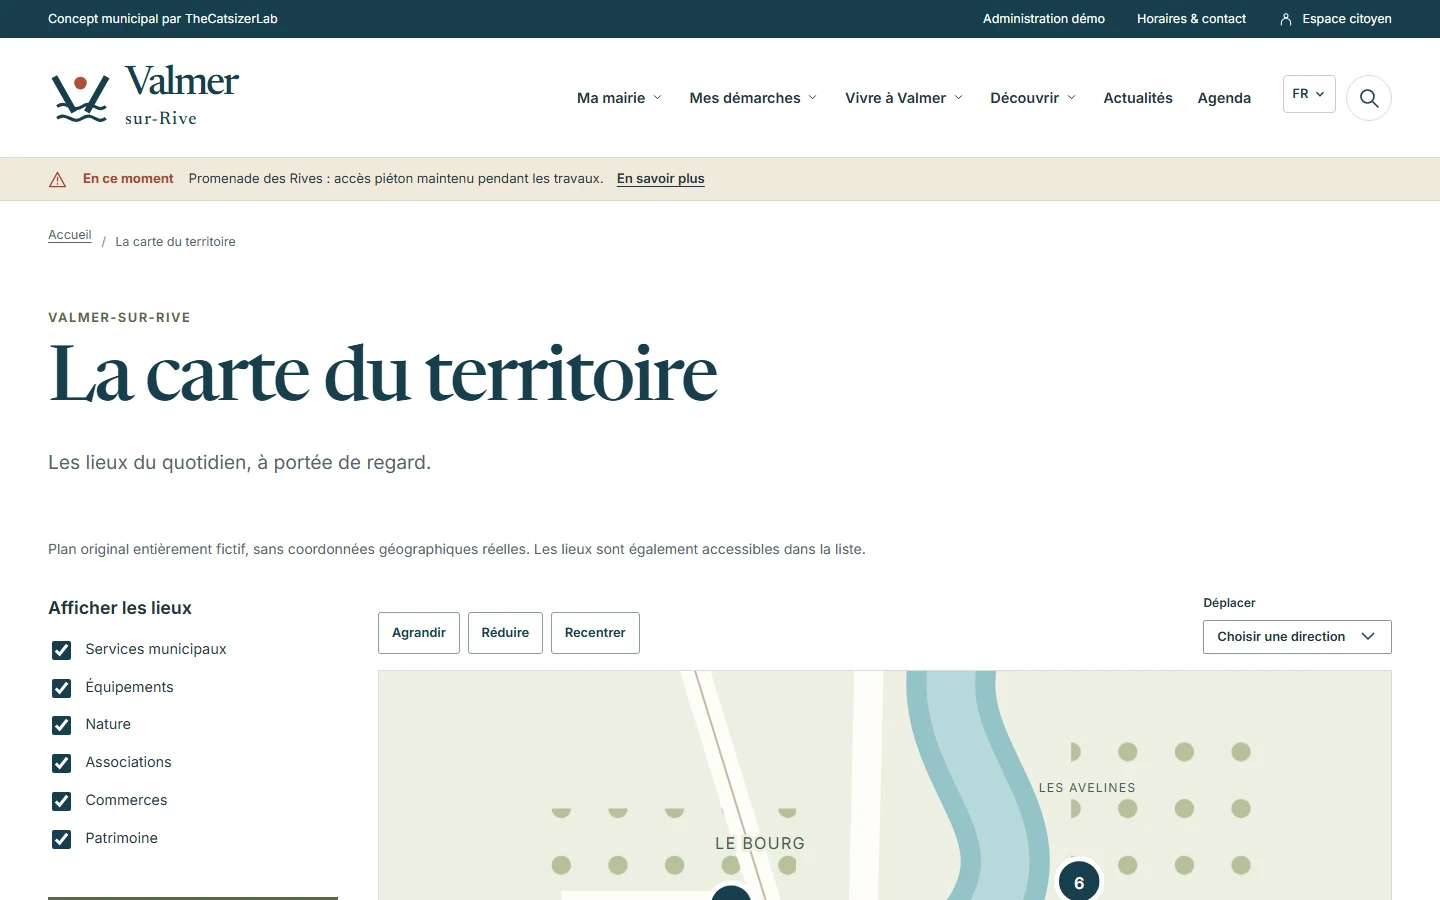 Concept municipal par TheCatsizerLab
Administration démo
Horaires & contact
Espace citoyen
Valmer
sur-Rive
Ma mairie
Mes démarches
Vivre à Valmer
Découvrir
Actualités
Agenda
FR
En ce moment Promenade des Rives : accès piéton maintenu pendant les travaux. En savoir plus
Accueil / La carte du territoire
VALMER-SUR-RIVE
La carte du territoire
Les lieux du quotidien, à portée de regard.
Plan original entièrement fictif, sans coordonnées géographiques réelles. Les lieux sont également accessibles dans la liste.
Afficher les lieux
Services municipaux
Équipements
Nature
Associations
Commerces
Patrimoine
Agrandir
Réduire
Recentrer
Déplacer
Choisir une direction
LES AVELINES
LE BOURG
6